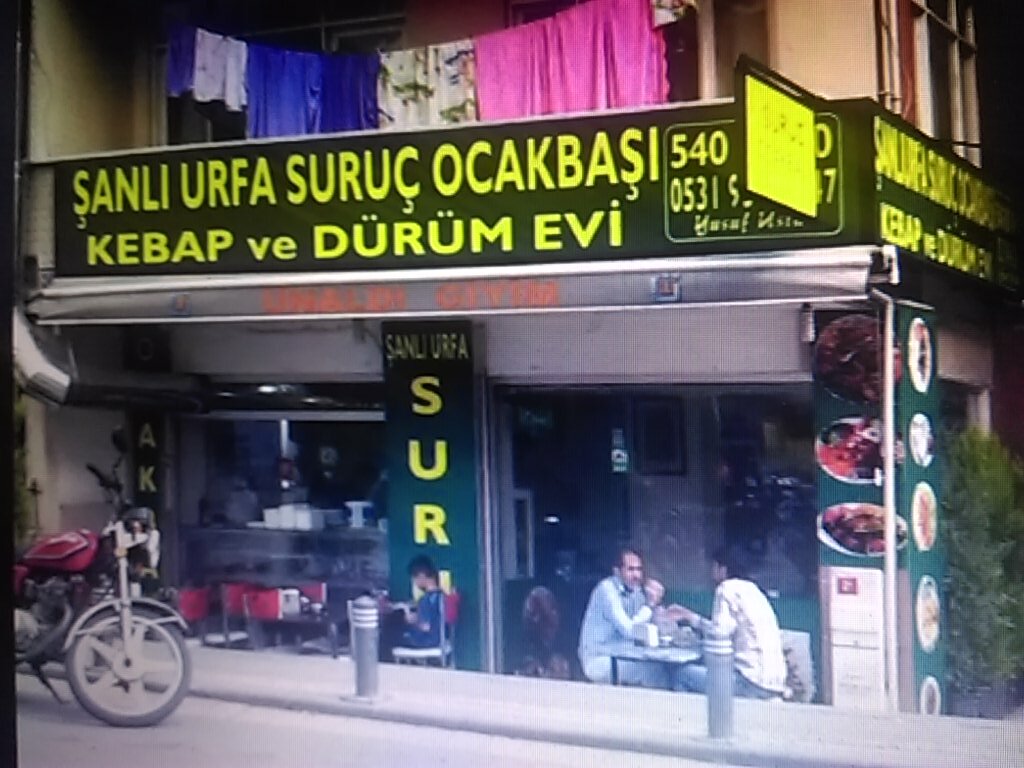 ŞANLI URFA SURUÇ OCAKBAŞI
KEBAP ve DÜRÜM EVİ
540
0531
Yusuf
ŞANLI URFA SURUÇ
KEBAP ve DÜRÜM EVİ
ŞANLI URFA
S
U
R
A
K